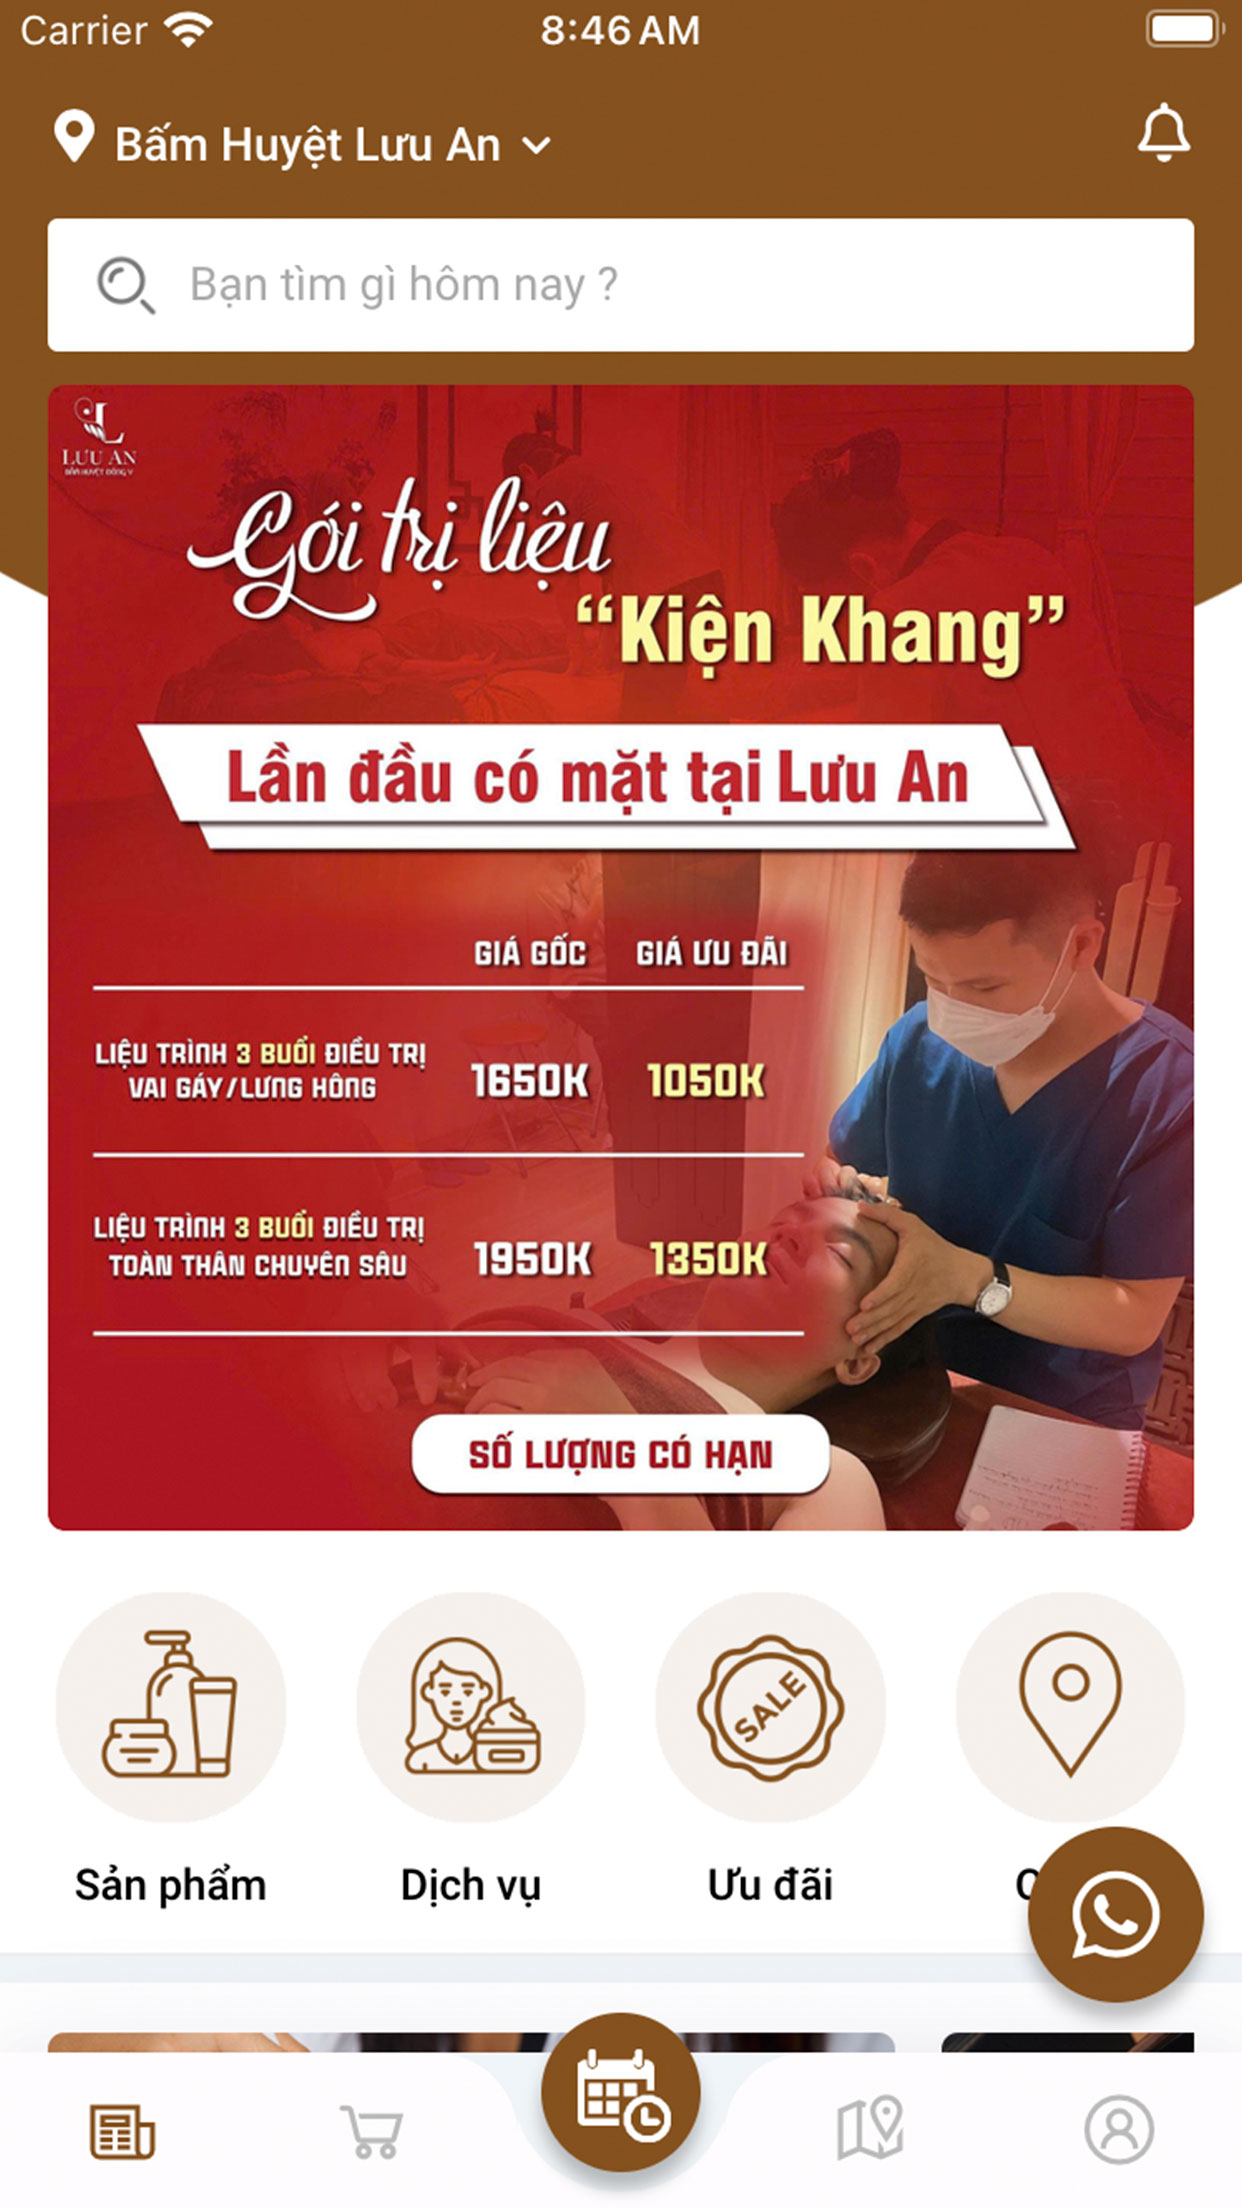 Carrier 8:46 AM
Bấm Huyệt Lưu An
Bạn tìm gì hôm nay ?
LƯU AN
BẤM HUYỆT ĐÔNG Y
Gói trị liệu
“Kiện Khang”
Lần đầu có mặt tại Lưu An
GIÁ GỐC GIÁ ƯU ĐÃI
LIỆU TRÌNH 3 BUỔI ĐIỀU TRỊ
VAI GÁY/LƯNG HÔNG
1650K 1050K
LIỆU TRÌNH 3 BUỔI ĐIỀU TRỊ
TOÀN THÂN CHUYÊN SÂU
1950K 1350K
SỐ LƯỢNG CÓ HẠN
SALE
Sản phẩm Dịch vụ Ưu đãi